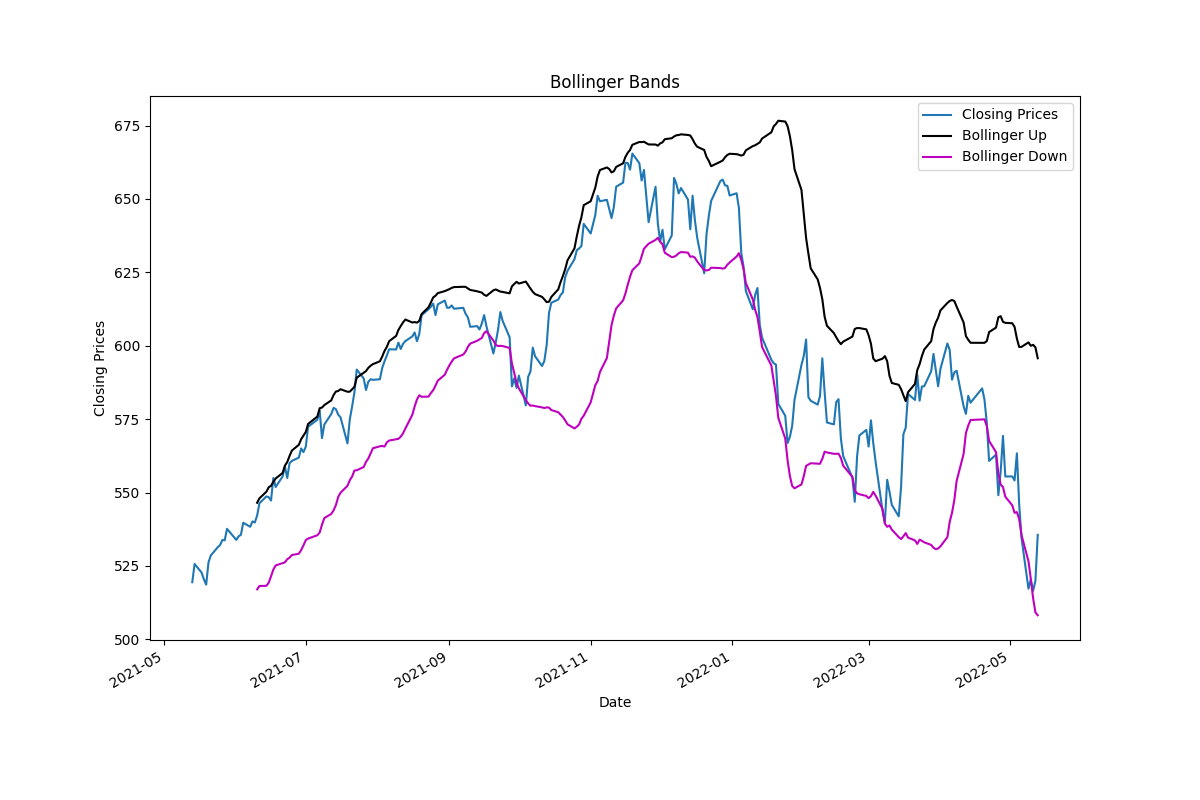 Bollinger Bands
Closing Prices
Bollinger Up
Bollinger Down
Closing Prices
675
650
625
600
575
550
525
500
2021-05
2021-07
2021-09
2021-11
2022-01
2022-03
2022-05
Date